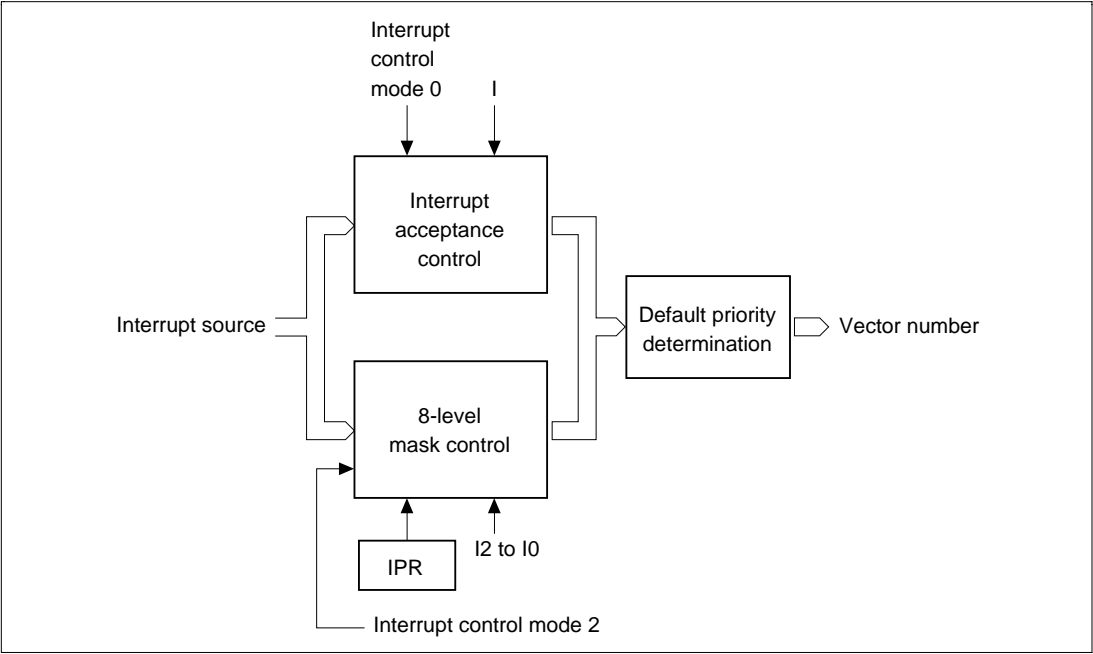 Interrupt
control
mode 0
I
Interrupt
acceptance
control
Interrupt source
Default priority
determination
Vector number
8-level
mask control
I2 to I0
IPR
Interrupt control mode 2